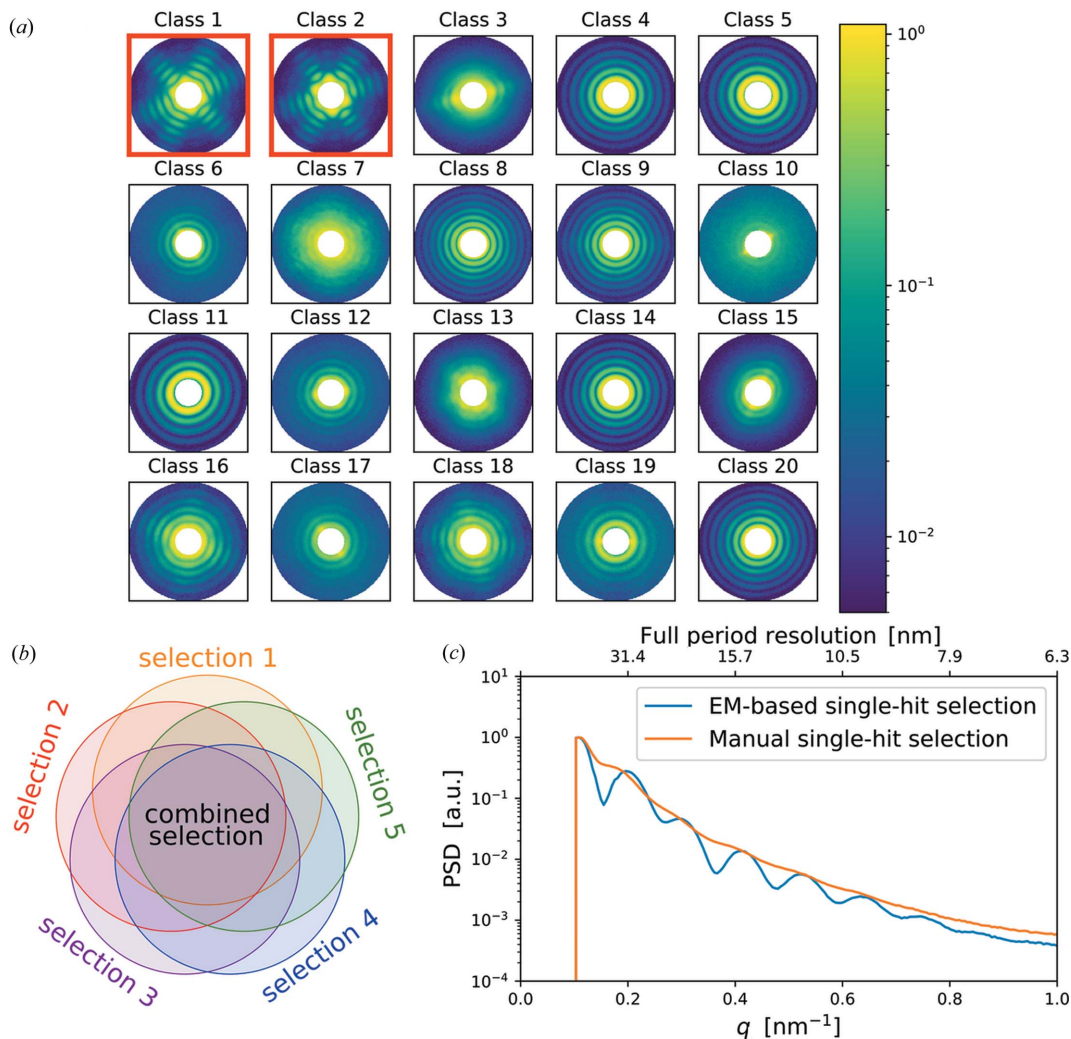 (a)
Class 1 Class 2 Class 3 Class 4 Class 5
Class 6 Class 7 Class 8 Class 9 Class 10
Class 11 Class 12 Class 13 Class 14 Class 15
Class 16 Class 17 Class 18 Class 19 Class 20
10⁰
10⁻¹
10⁻²
(b)
selection 1
selection 2
selection 5
combined
selection
selection 3
selection 4
(c)
Full period resolution [nm]
31.4 15.7 10.5 7.9 6.3
EM-based single-hit selection
Manual single-hit selection
PSD [a.u.]
10¹
10⁰
10⁻¹
10⁻²
10⁻³
10⁻⁴
0.0 0.2 0.4 0.6 0.8 1.0
q [nm⁻¹]